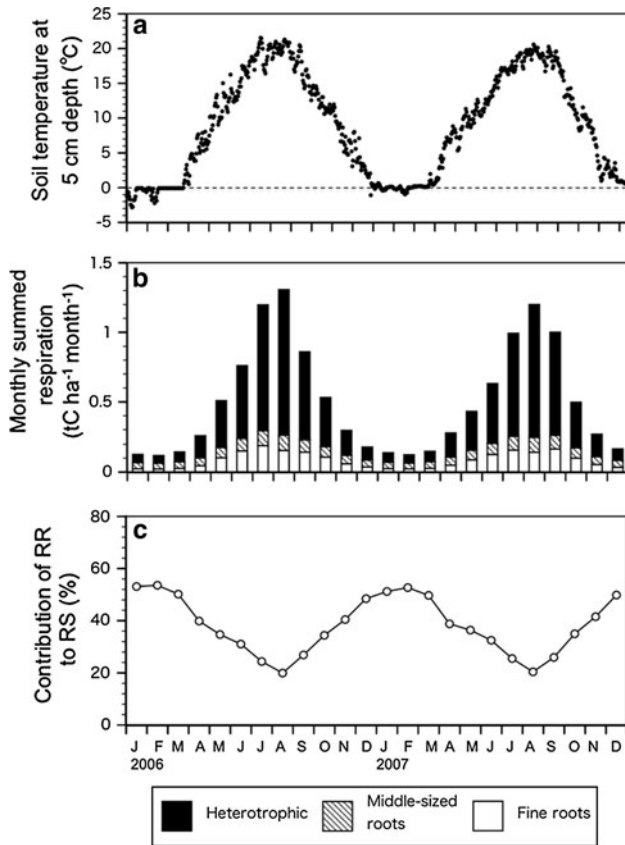 a
Soil temperature at
5 cm depth (°C)
25
20
15
10
5
0
-5
b
Monthly summed
respiration
(tC ha⁻¹ month⁻¹)
1.5
1
0.5
0
c
Contribution of RR
to RS (%)
80
60
40
20
0
J F M A M J J A S O N D J F M A M J J A S O N D
2006 2007
Heterotrophic Middle-sized roots Fine roots